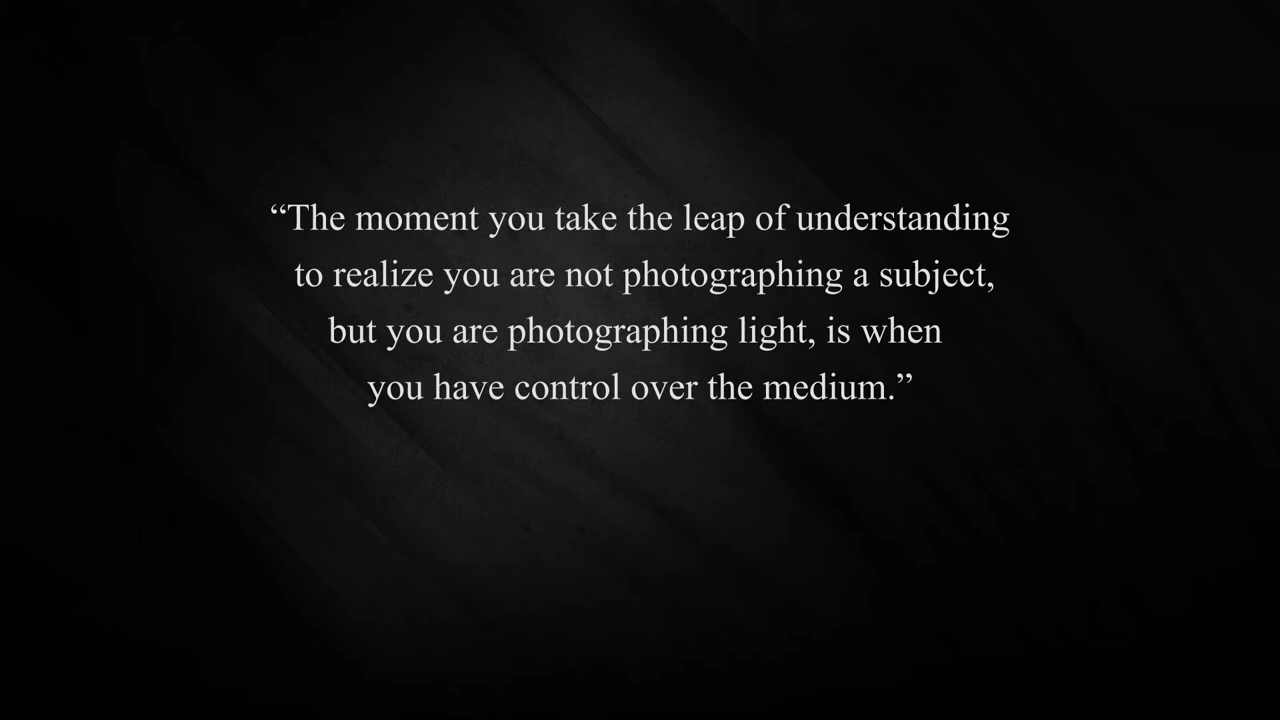 “The moment you take the leap of understanding
to realize you are not photographing a subject,
but you are photographing light, is when
you have control over the medium.”